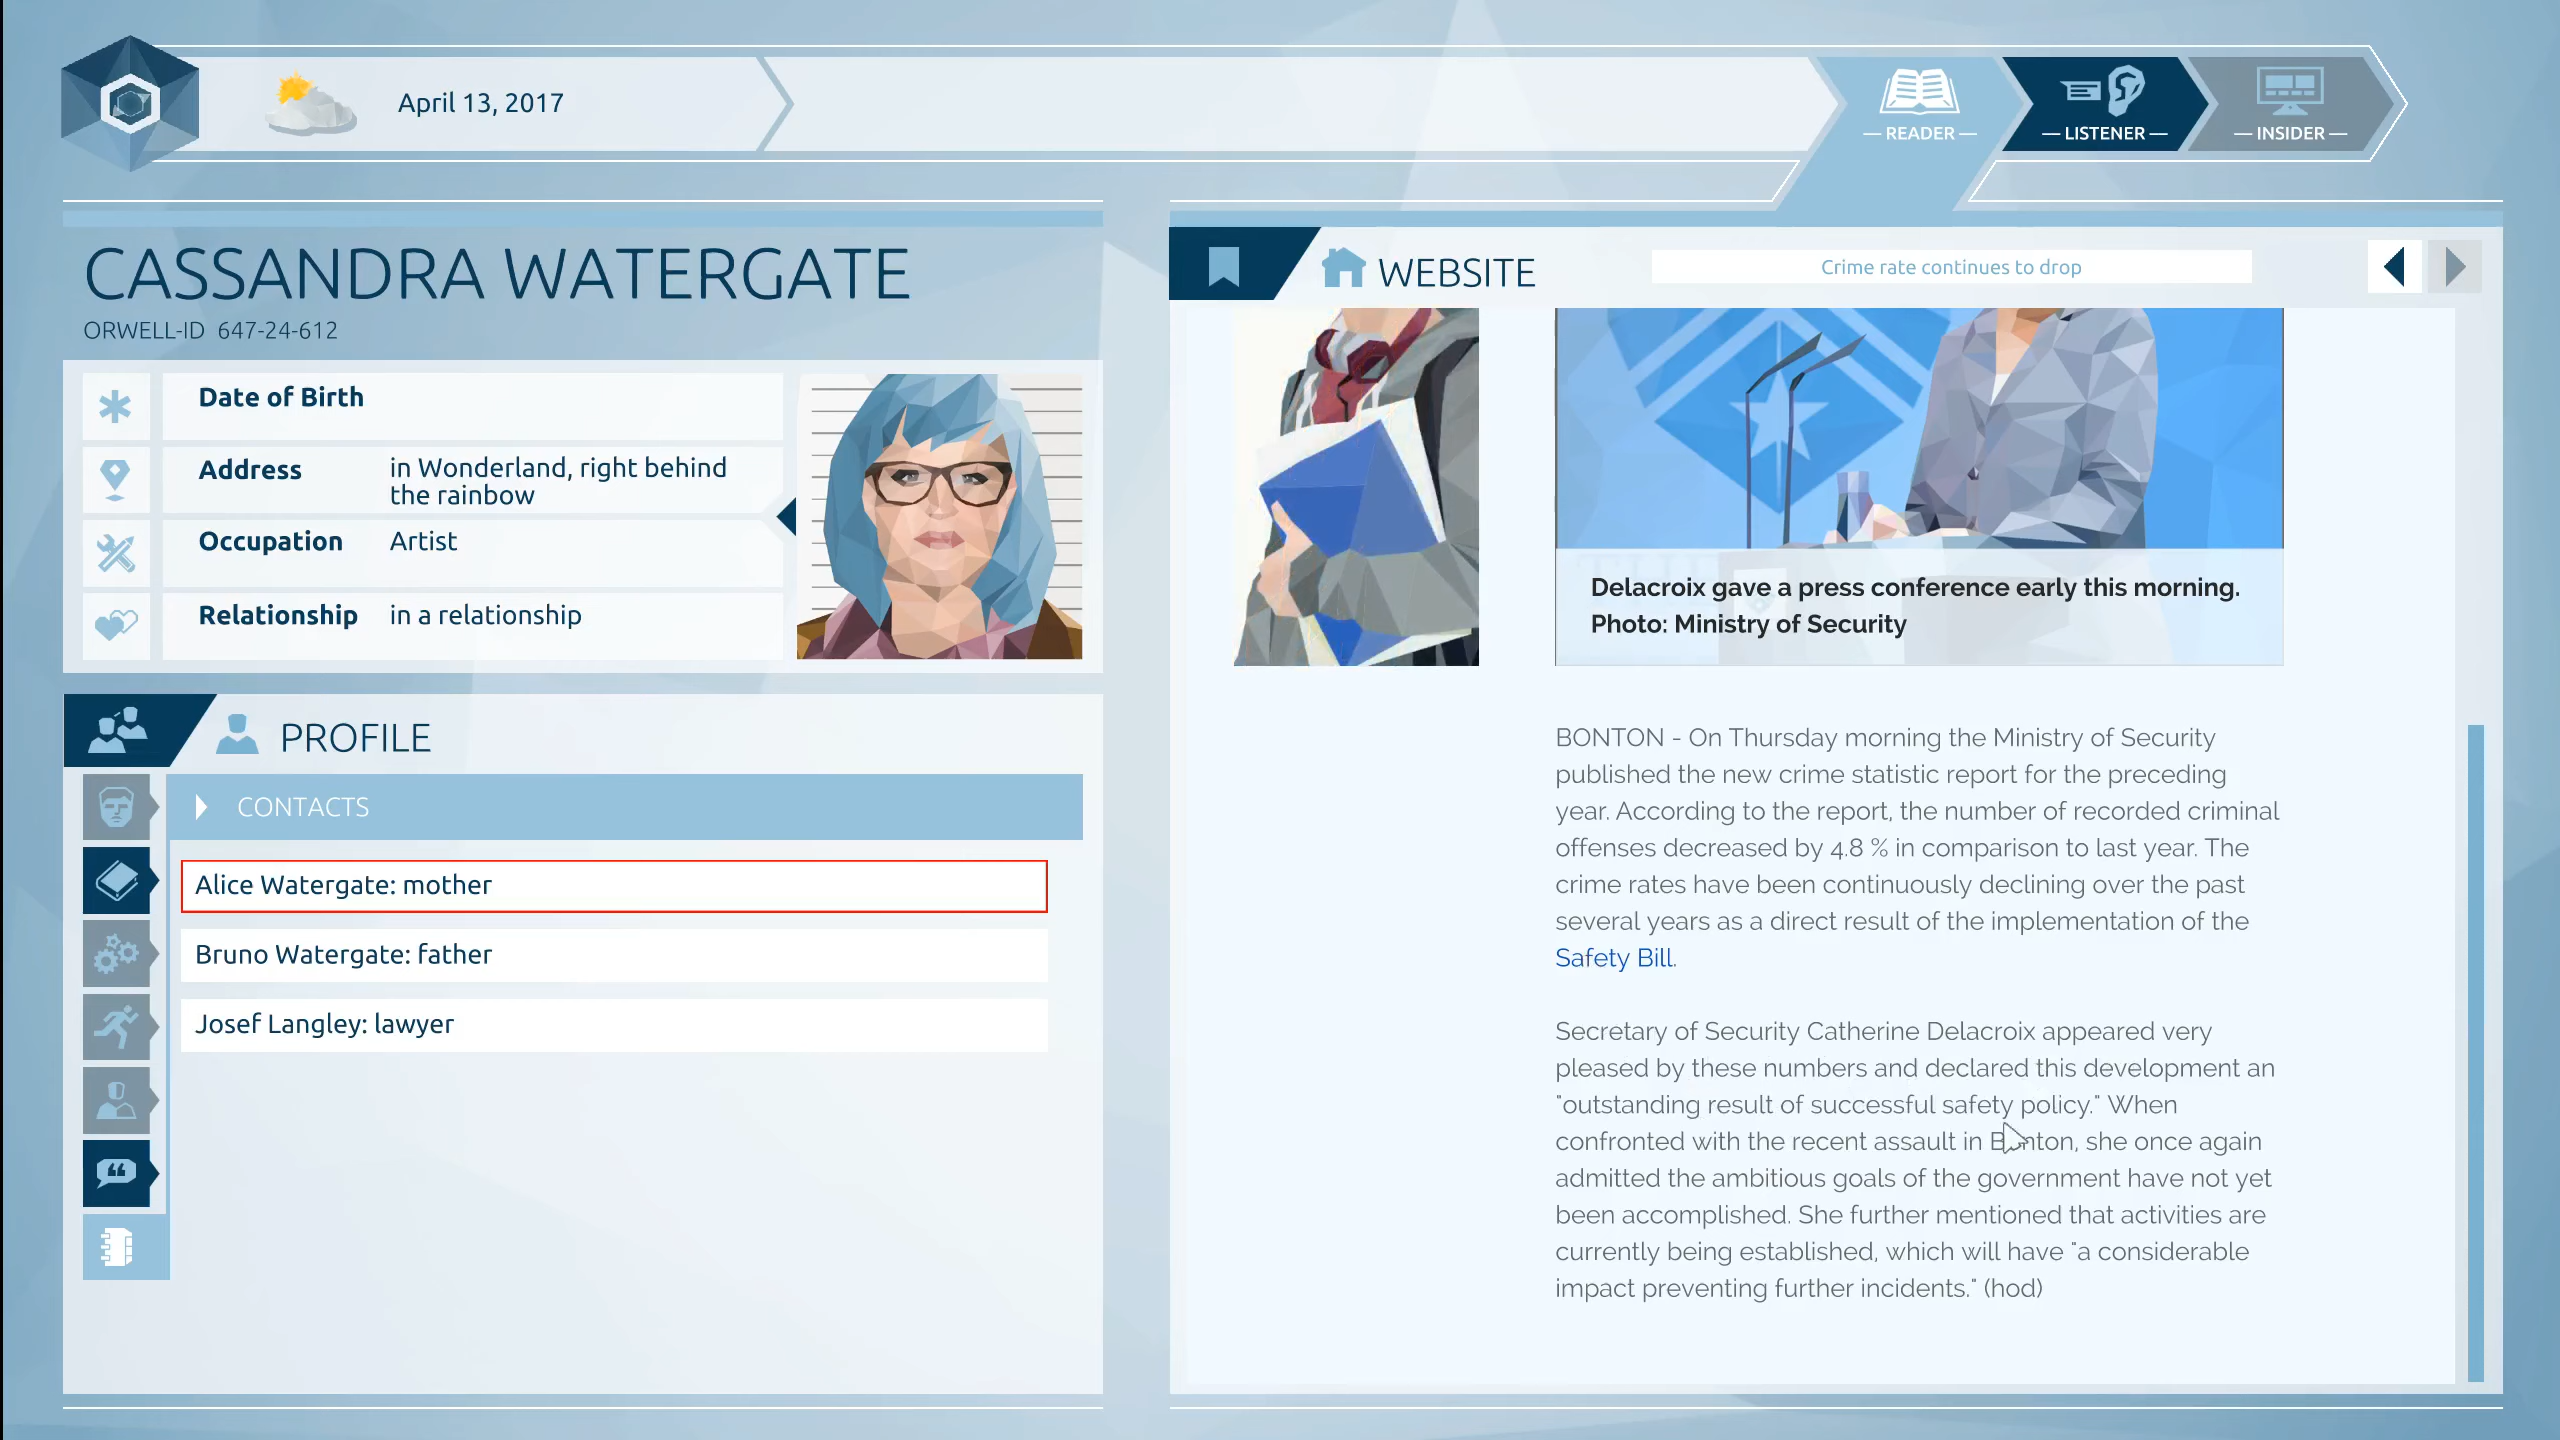 April 13, 2017
— READER —
— LISTENER —
— INSIDER —
CASSANDRA WATERGATE
ORWELL-ID 647-24-612
Date of Birth
Address in Wonderland, right behind
the rainbow
Occupation Artist
Relationship in a relationship
PROFILE
CONTACTS
Alice Watergate: mother
Bruno Watergate: father
Josef Langley: lawyer
WEBSITE
Crime rate continues to drop
Delacroix gave a press conference early this morning.
Photo: Ministry of Security
BONTON - On Thursday morning the Ministry of Security
published the new crime statistic report for the preceding
year. According to the report, the number of recorded criminal
offenses decreased by 4.8 % in comparison to last year. The
crime rates have been continuously declining over the past
several years as a direct result of the implementation of the
Safety Bill.
Secretary of Security Catherine Delacroix appeared very
pleased by these numbers and declared this development an
"outstanding result of successful safety policy." When
confronted with the recent assault in Bonton, she once again
admitted the ambitious goals of the government have not yet
been accomplished. She further mentioned that activities are
currently being established, which will have "a considerable
impact preventing further incidents." (hod)